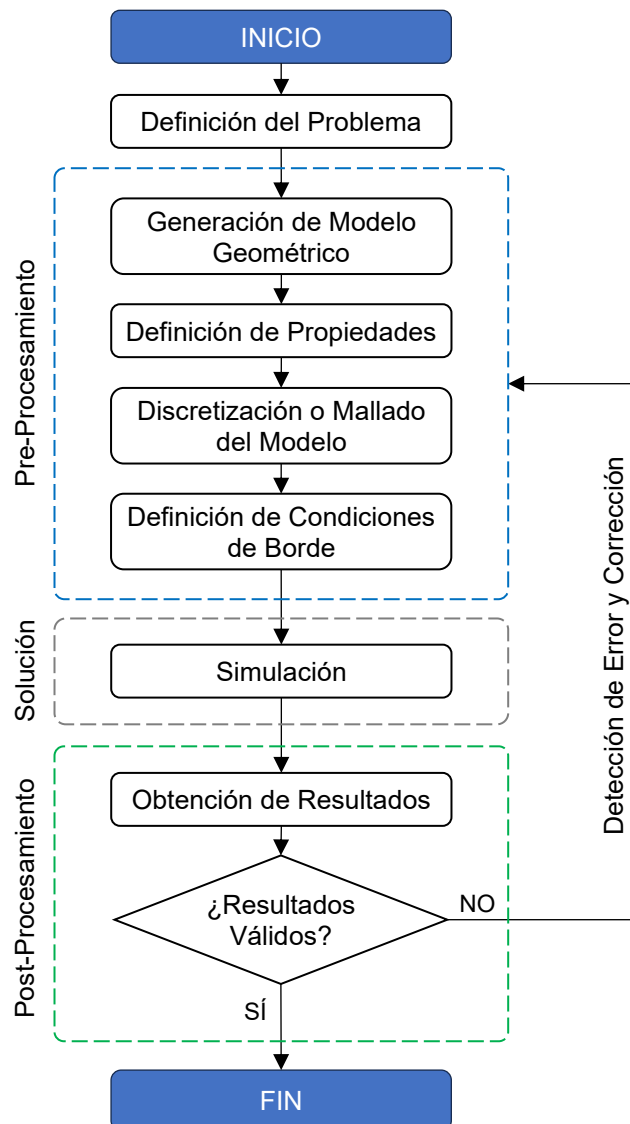 INICIO
Definición del Problema
Pre-Procesamiento
Generación de Modelo
Geométrico
Definición de Propiedades
Discretización o Mallado
del Modelo
Definición de Condiciones
de Borde
Solución
Simulación
Post-Procesamiento
Obtención de Resultados
¿Resultados
Válidos?
NO
SÍ
Detección de Error y Corrección
FIN